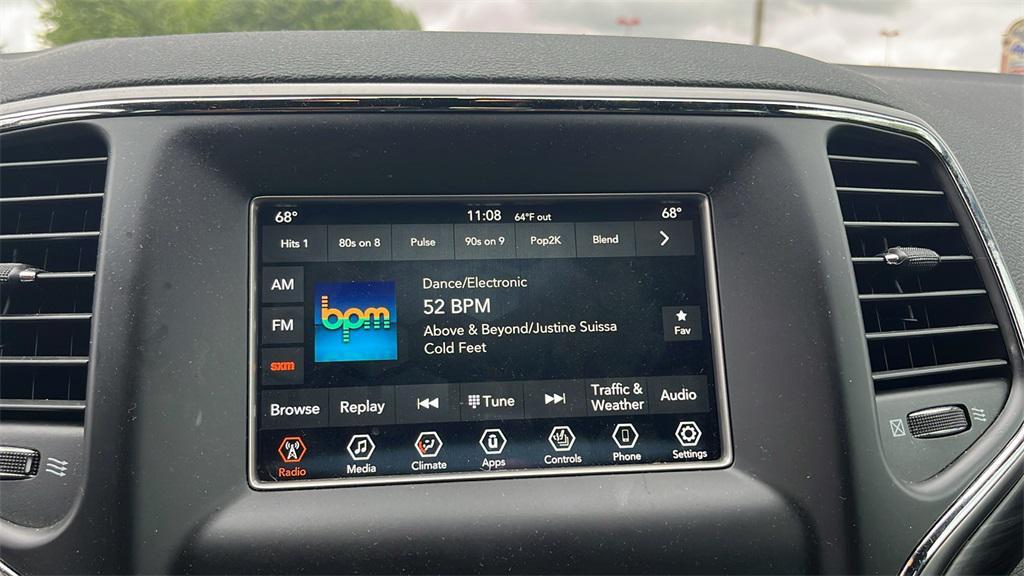 68° 11:08 64°F out 68°
Hits 1 80s on 8 Pulse 90s on 9 Pop2K Blend
AM
FM
sxm
bpm
Dance/Electronic
52 BPM
Above & Beyond/Justine Suissa
Cold Feet
Fav
Browse Replay Tune Traffic & Weather Audio
Radio Media Climate Apps Controls Phone Settings